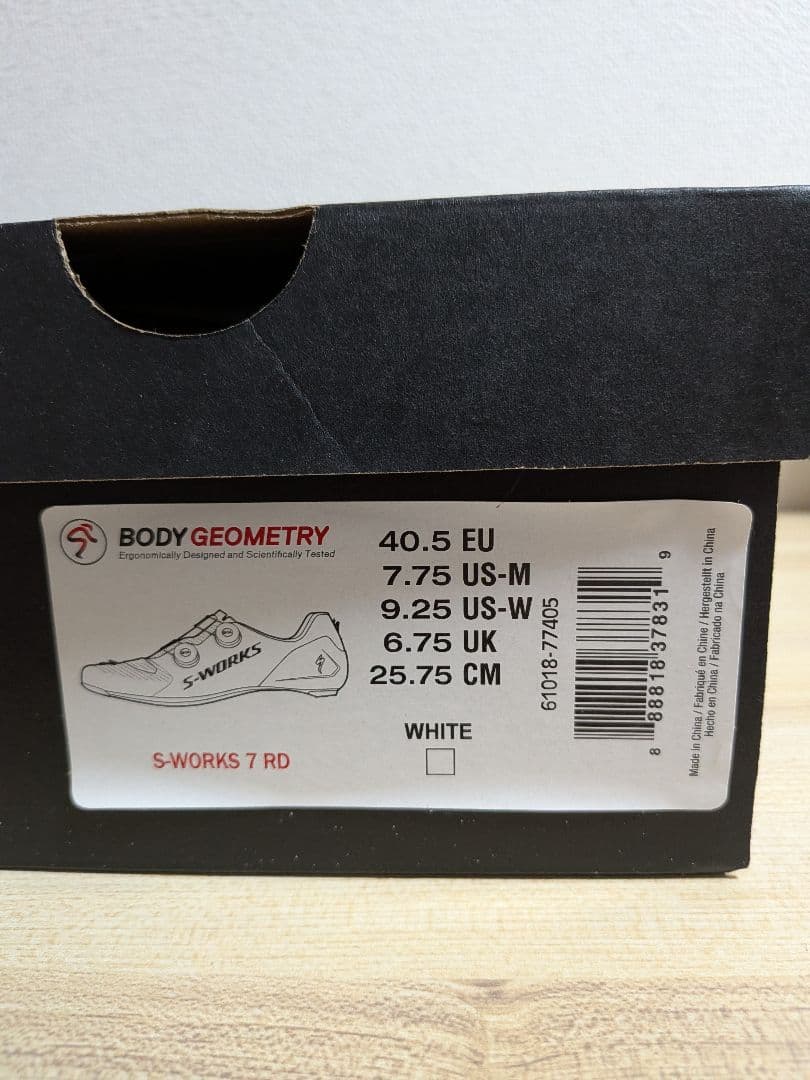 BODY GEOMETRY
Ergonomically Designed and Scientifically Tested
S-WORKS
S-WORKS 7 RD
40.5 EU
7.75 US-M
9.25 US-W
6.75 UK
25.75 CM
WHITE
61018-77405
8 88818 37831 9
Made in China / Fabriqué en Chine / Hergestellt in China
Hecho en China / Fabricado na China